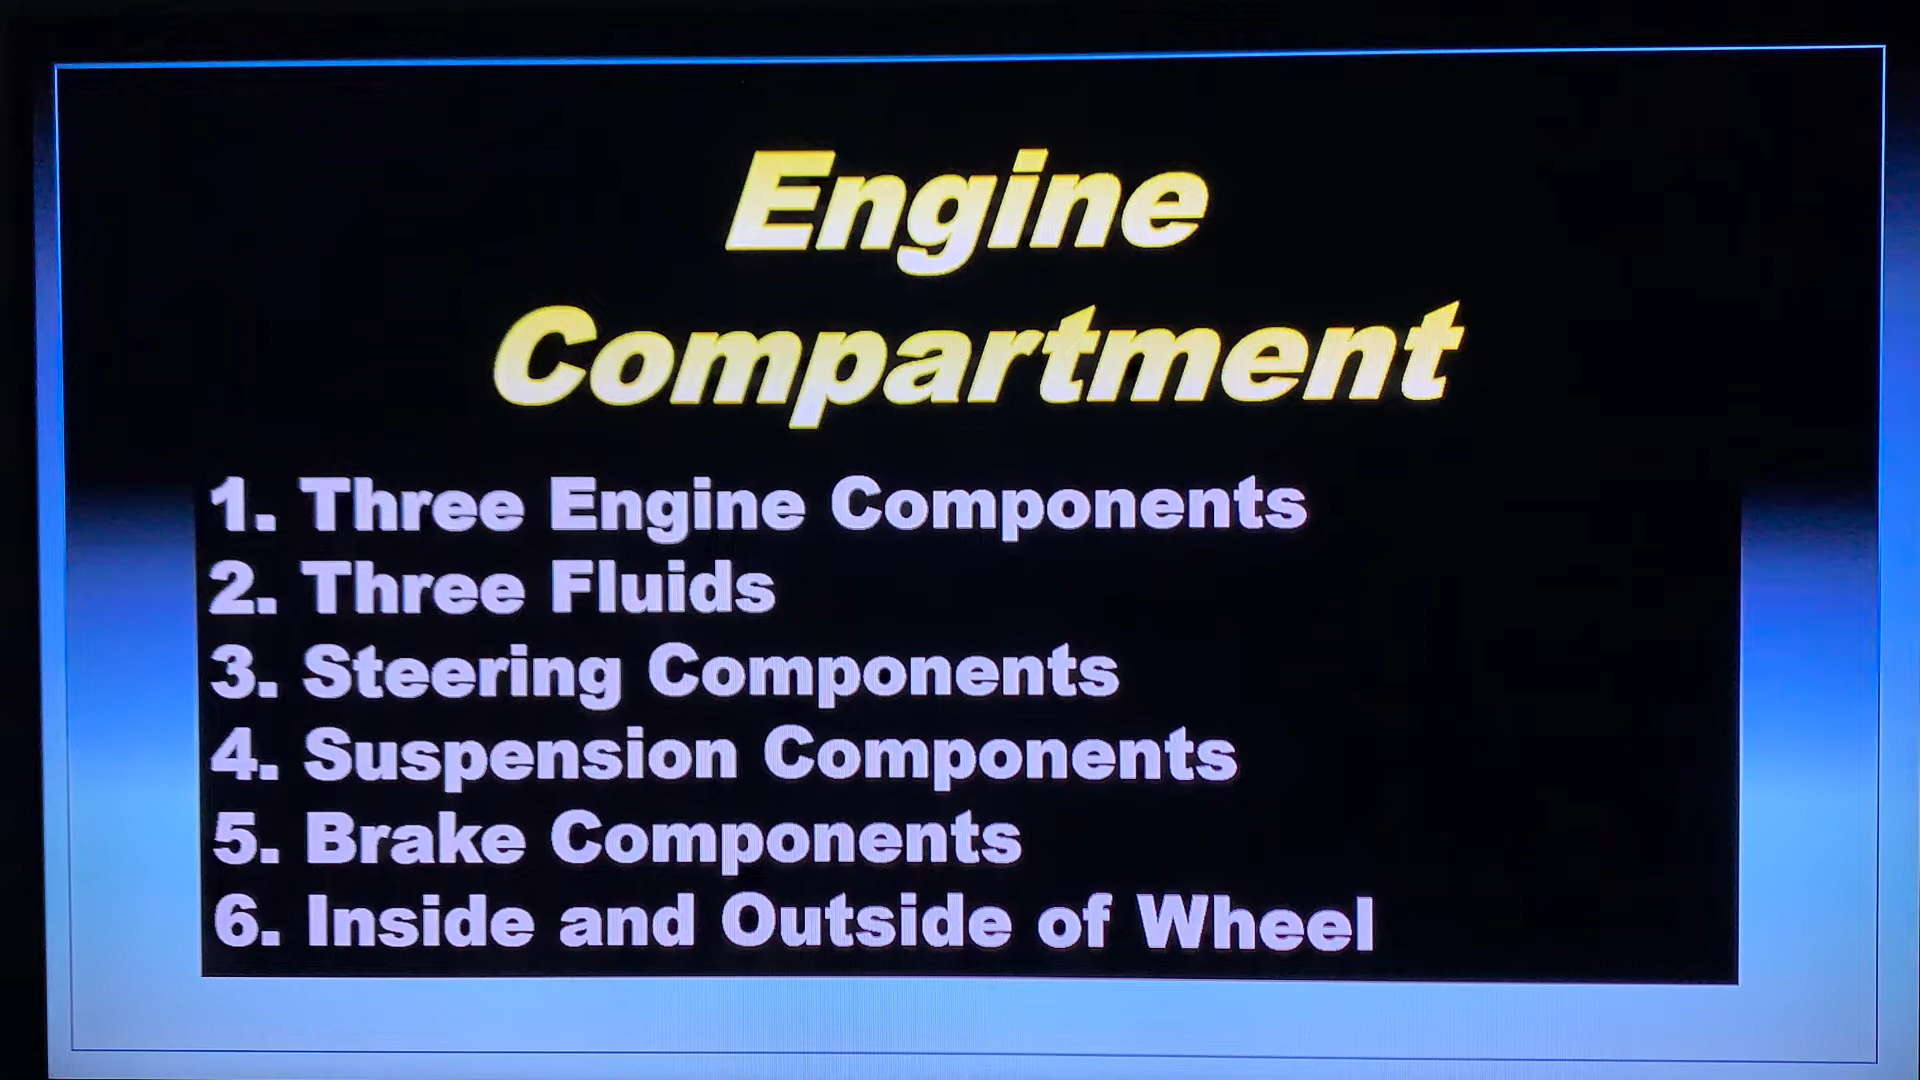 Engine
Compartment
1. Three Engine Components
2. Three Fluids
3. Steering Components
4. Suspension Components
5. Brake Components
6. Inside and Outside of Wheel